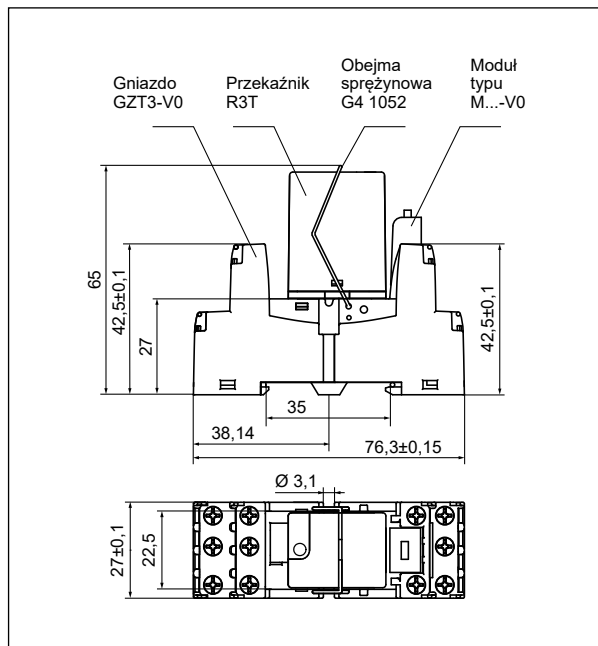 Gniazdo
GZT3-V0
Przekaźnik
R3T
Obejma
sprężynowa
G4 1052
Moduł
typu
M...-V0
65
42,5±0,1
27
42,5±0,1
35
38,14
76,3±0,15
Ø 3,1
27±0,1
22,5